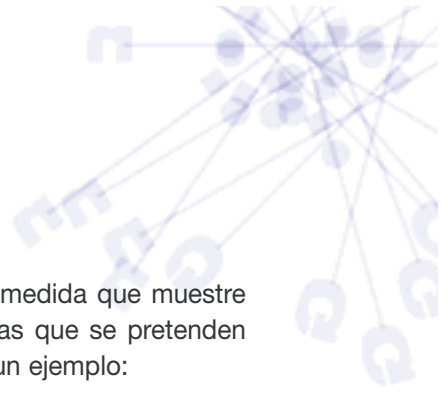 medida que muestre
as que se pretenden
un ejemplo: